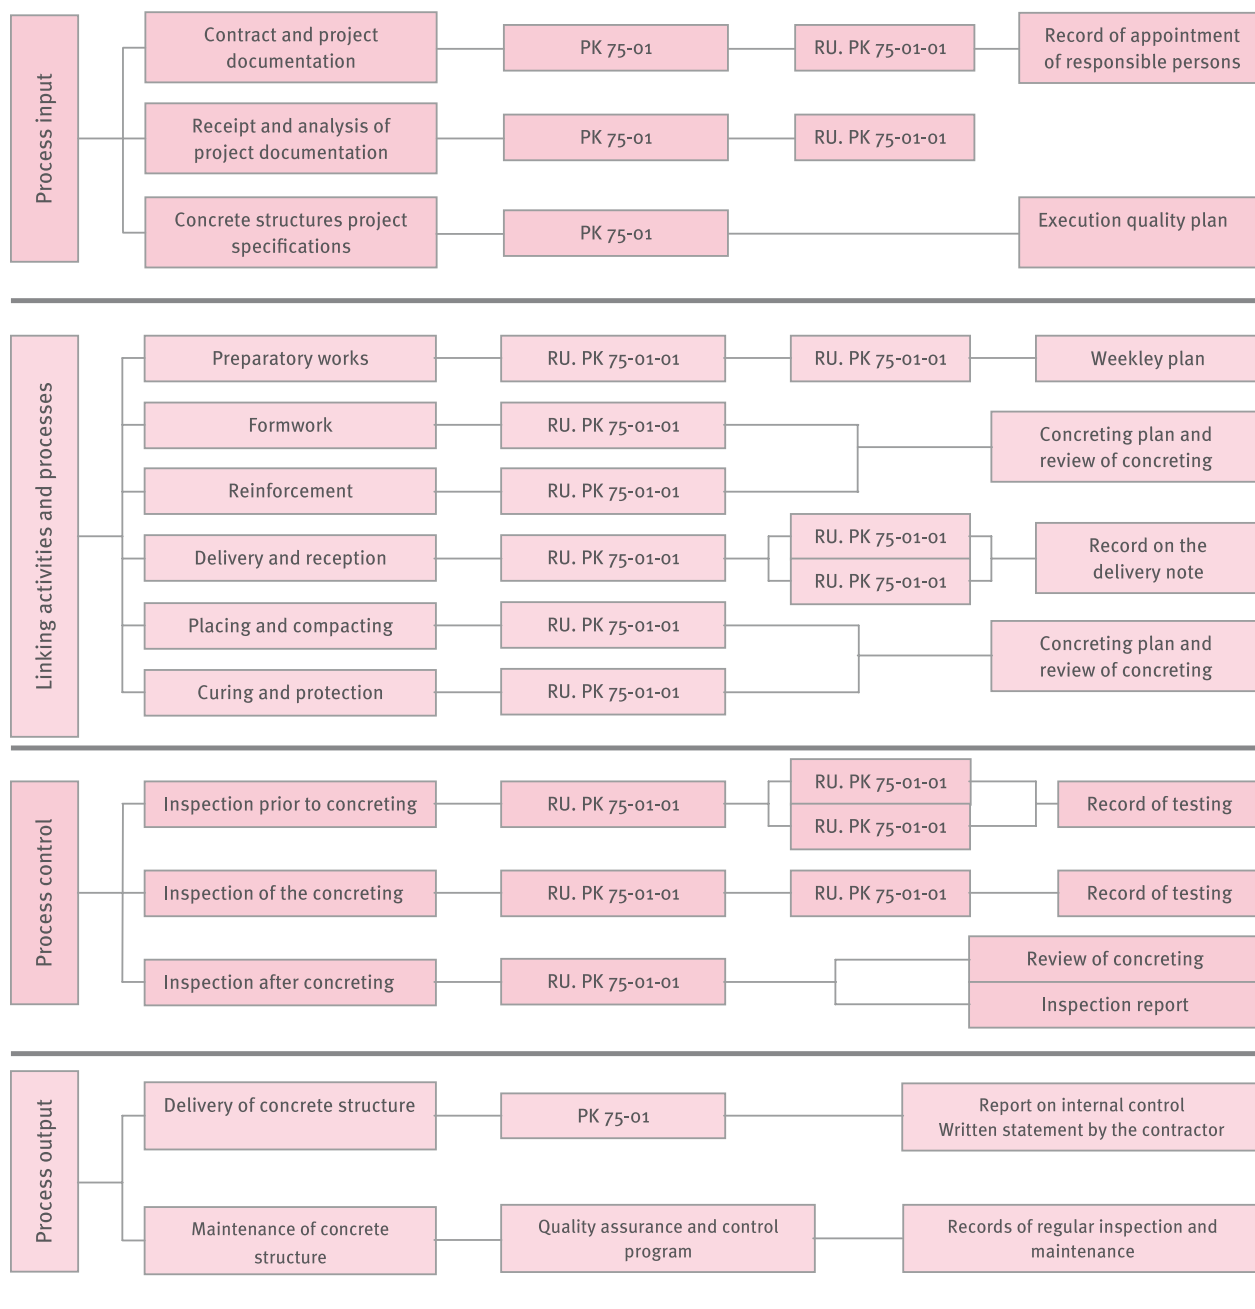 Process input
Contract and project
documentation
PK 75-01
RU. PK 75-01-01
Record of appointment
of responsible persons
Receipt and analysis of
project documentation
PK 75-01
RU. PK 75-01-01
Concrete structures project
specifications
PK 75-01
Execution quality plan
Linking activities and processes
Preparatory works
RU. PK 75-01-01
RU. PK 75-01-01
Weekley plan
Formwork
RU. PK 75-01-01
Reinforcement
RU. PK 75-01-01
Concreting plan and
review of concreting
Delivery and reception
RU. PK 75-01-01
RU. PK 75-01-01
RU. PK 75-01-01
Record on the
delivery note
Placing and compacting
RU. PK 75-01-01
Curing and protection
RU. PK 75-01-01
Concreting plan and
review of concreting
Process control
Inspection prior to concreting
RU. PK 75-01-01
RU. PK 75-01-01
RU. PK 75-01-01
Record of testing
Inspection of the concreting
RU. PK 75-01-01
RU. PK 75-01-01
Record of testing
Inspection after concreting
RU. PK 75-01-01
Review of concreting
Inspection report
Process output
Delivery of concrete structure
PK 75-01
Report on internal control
Written statement by the contractor
Maintenance of concrete
structure
Quality assurance and control
program
Records of regular inspection and
maintenance